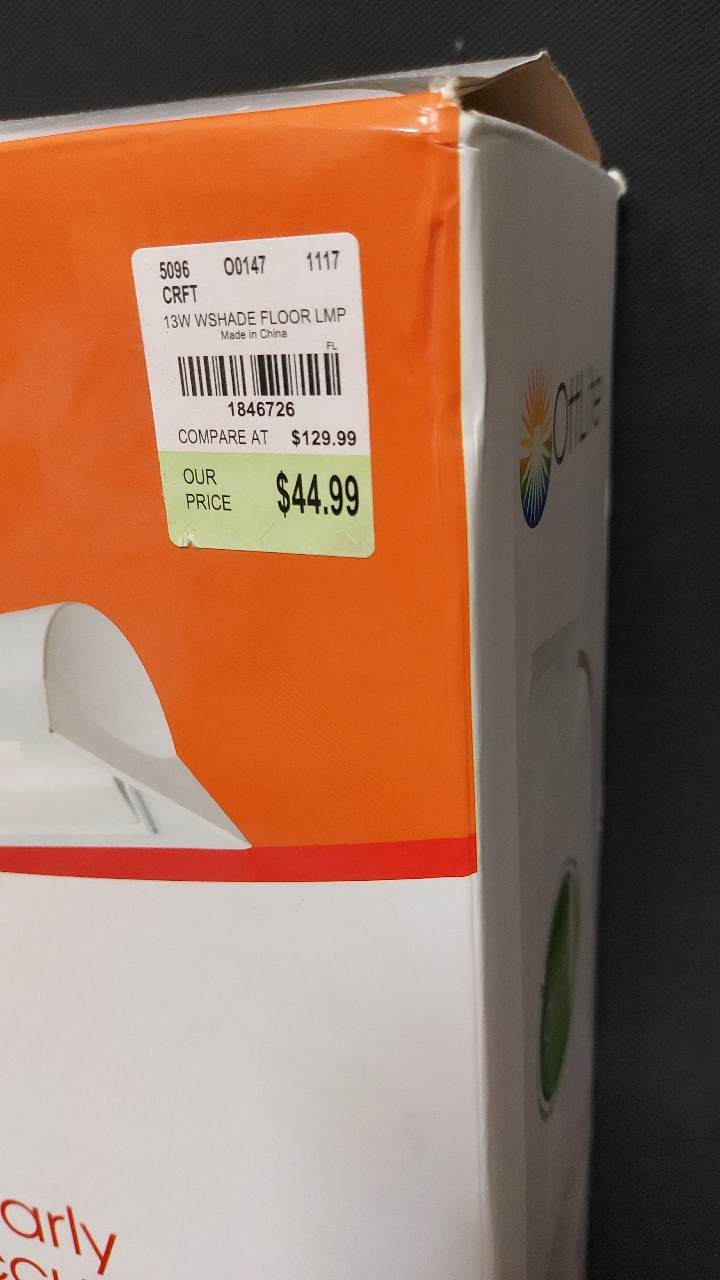 5096 O0147 1117
CRFT
13W WSHADE FLOOR LMP
Made in China
FL
1846726
COMPARE AT $129.99
OUR
PRICE $44.99
OttLite
arly